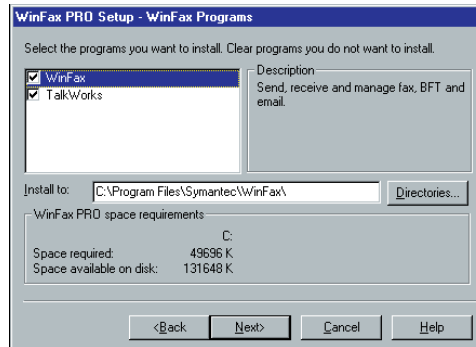 WinFax PRO Setup - WinFax Programs
Select the programs you want to install. Clear programs you do not want to install.
WinFax
TalkWorks
Description
Send, receive and manage fax, BFT and
email.
Install to:
C:\Program Files\Symantec\WinFax\
Directories...
WinFax PRO space requirements
C:
Space required: 49696 K
Space available on disk: 131648 K
<Back
Next>
Cancel
Help